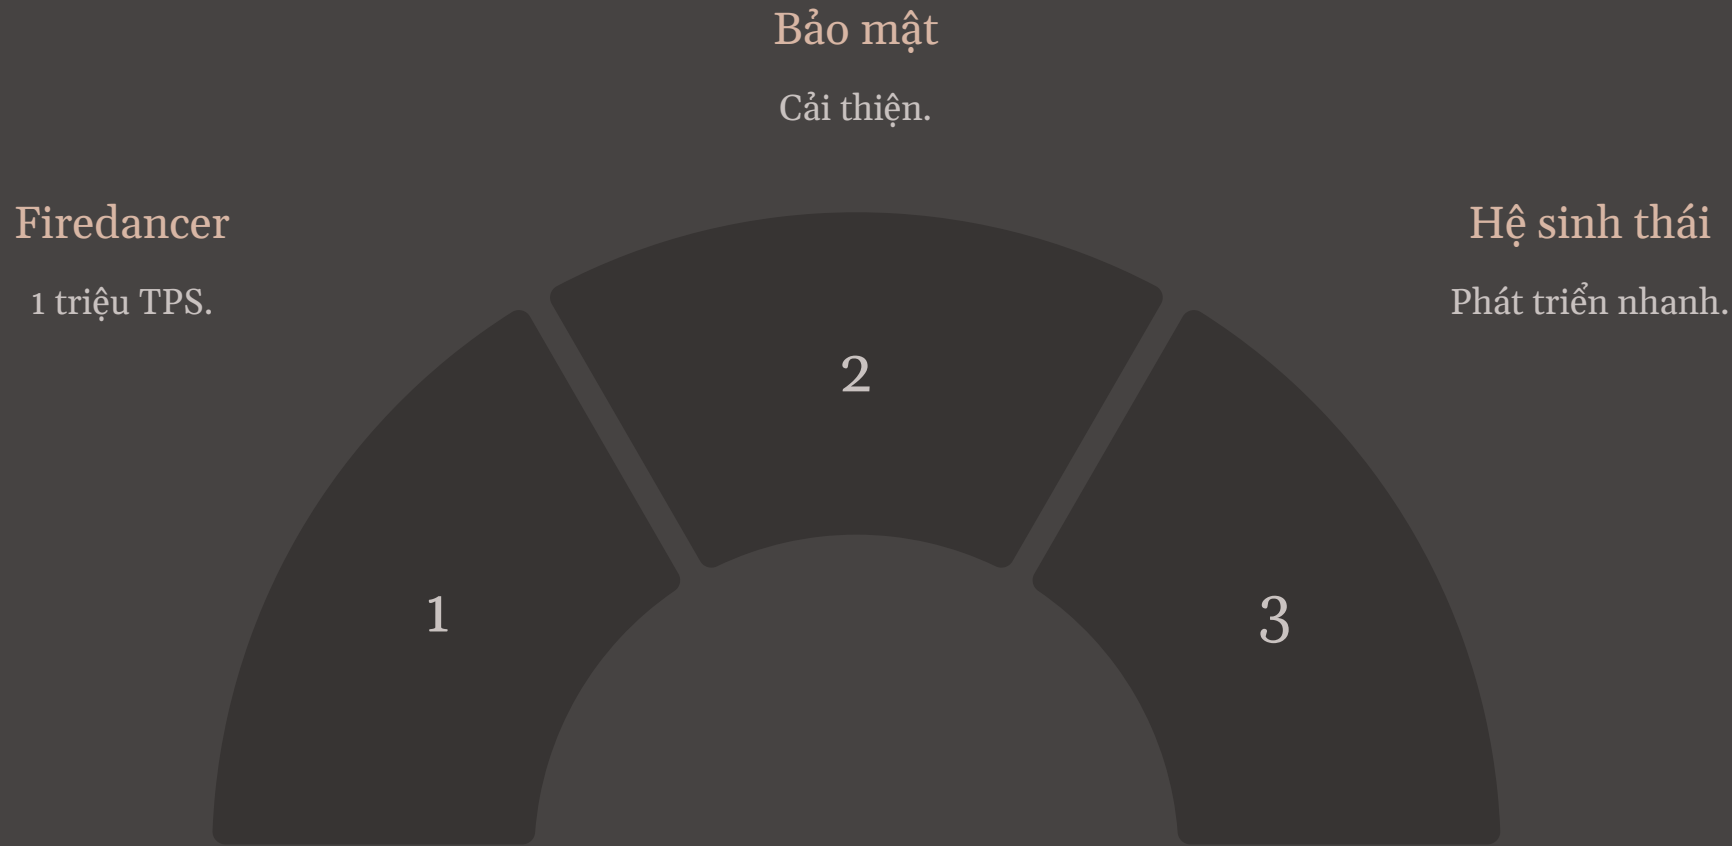 Bảo mật
Cải thiện.
Firedancer
1 triệu TPS.
Hệ sinh thái
Phát triển nhanh.
1
2
3